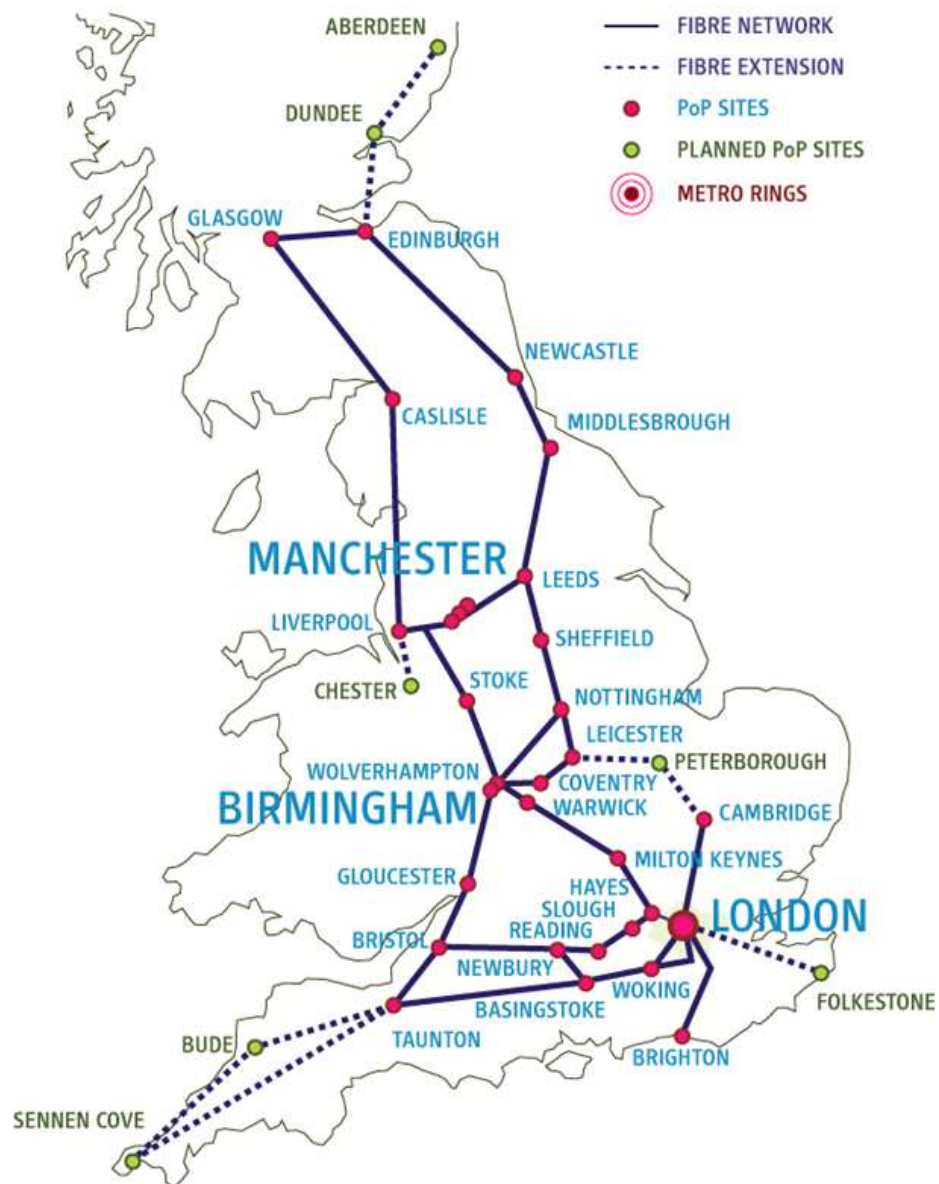 ABERDEEN
FIBRE NETWORK
FIBRE EXTENSION
DUNDEE
PoP SITES
PLANNED PoP SITES
METRO RINGS
GLASGOW
EDINBURGH
NEWCASTLE
CASLISLE
MIDDLESBROUGH
MANCHESTER
LEEDS
LIVERPOOL
SHEFFIELD
STOKE
CHESTER
NOTTINGHAM
LEICESTER
WOLVERHAMPTON
PETERBOROUGH
COVENTRY
BIRMINGHAM
WARWICK
CAMBRIDGE
MILTON KEYNES
GLOUCESTER
HAYES
SLOUGH
LONDON
READING
BRISTOL
NEWBURY
WOKING
BASINGSTOKE
FOLKESTONE
TAUNTON
BUDE
BRIGHTON
SENNEN COVE